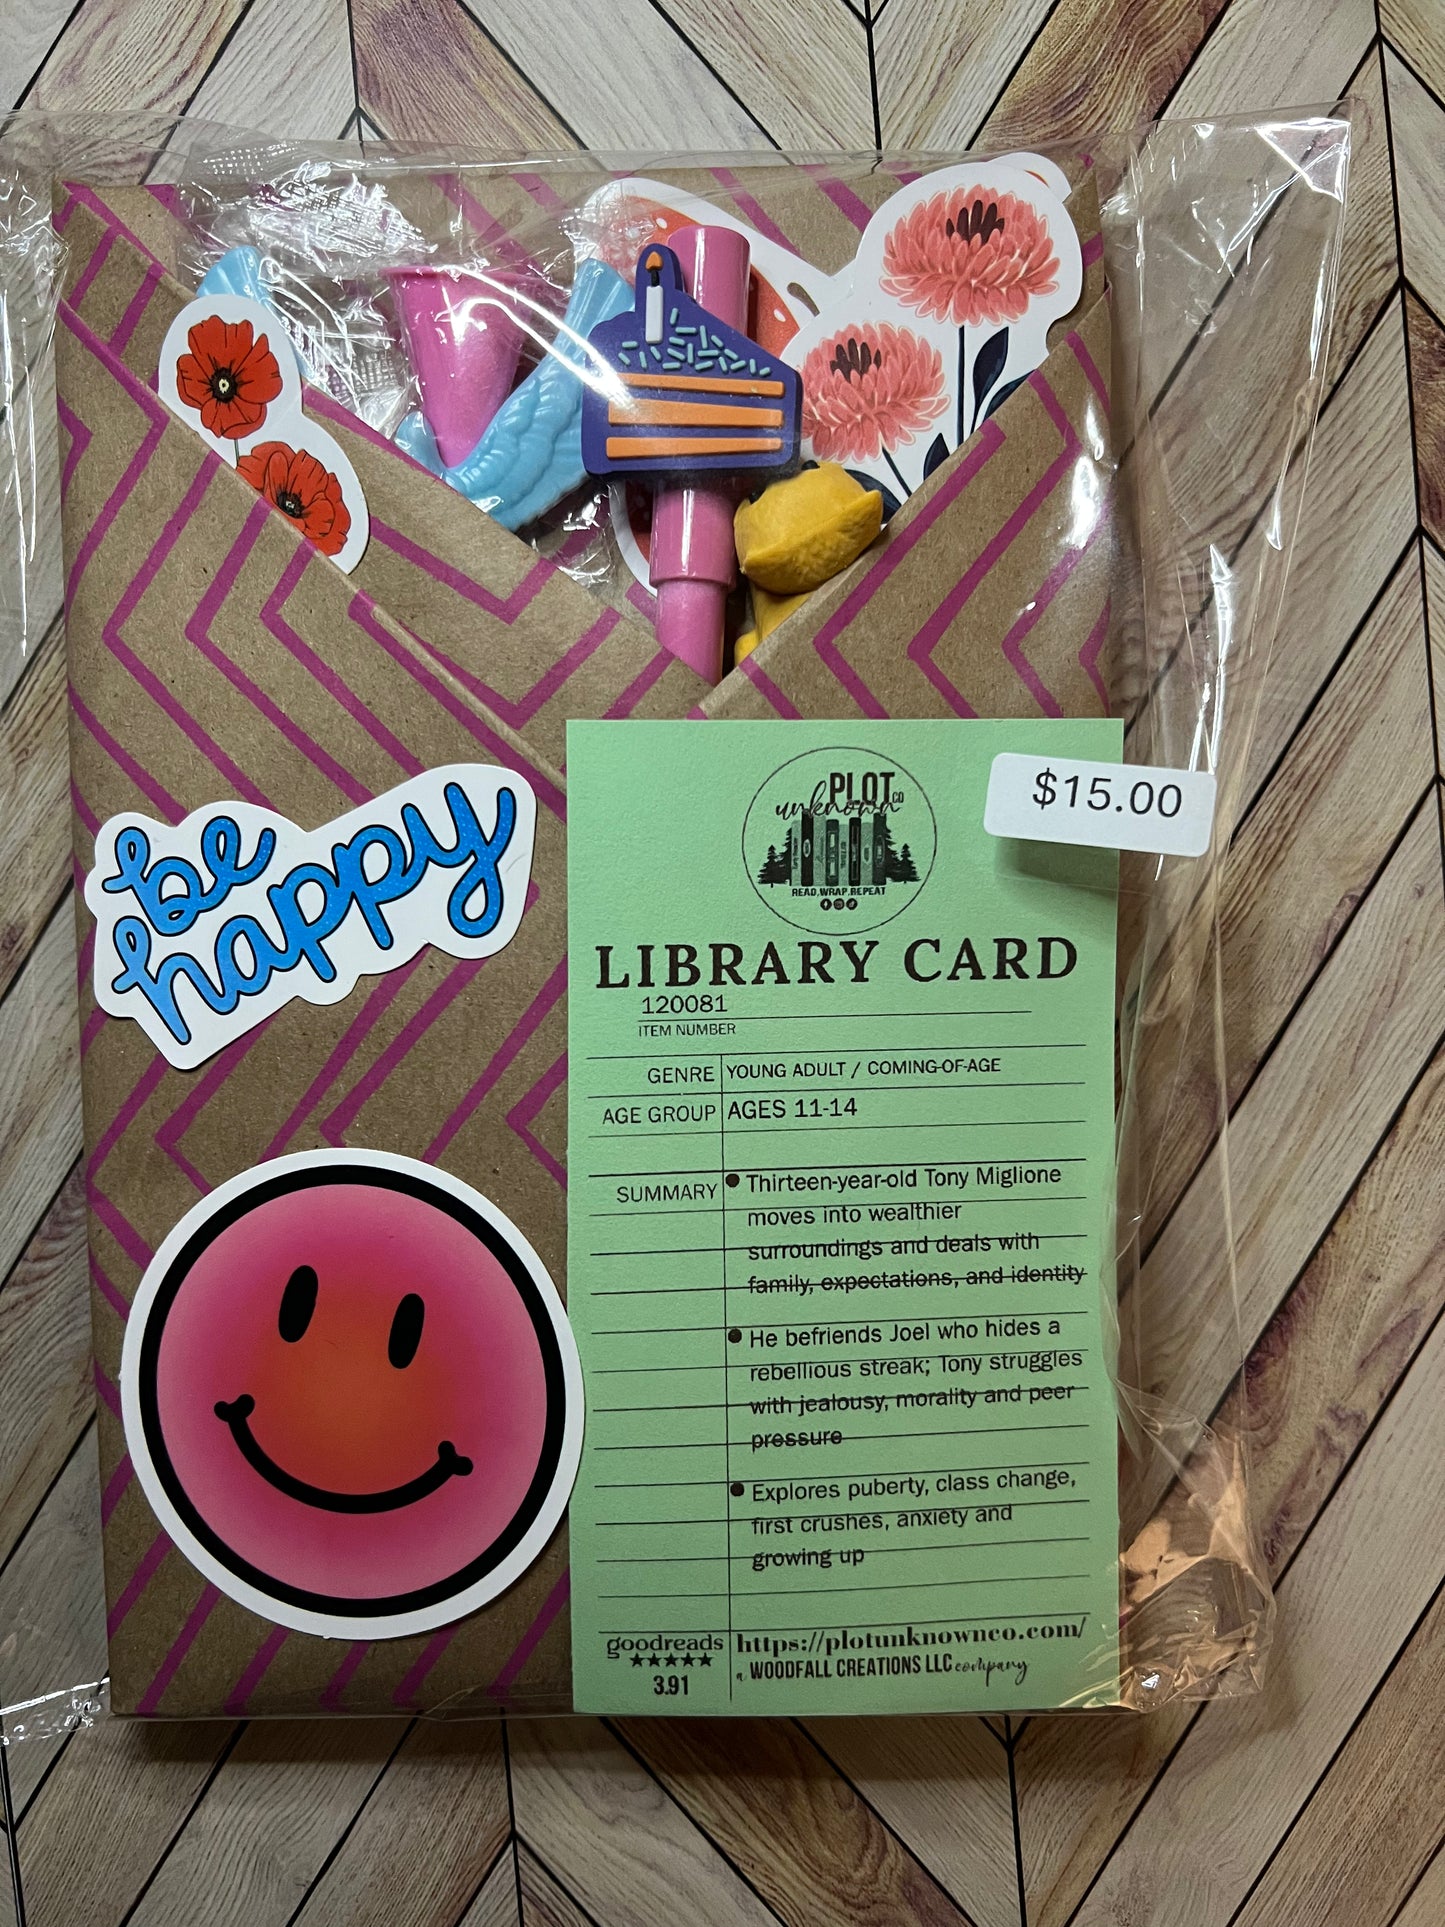 be
happy
PLOT
unknown CO
READ.WRAP.REPEAT
$15.00
LIBRARY CARD
120081
ITEM NUMBER
GENRE YOUNG ADULT / COMING-OF-AGE
AGE GROUP AGES 11-14
SUMMARY • Thirteen-year-old Tony Miglione
moves into wealthier
surroundings and deals with
family, expectations, and identity
• He befriends Joel who hides a
rebellious streak; Tony struggles
with jealousy, morality and peer
pressure
• Explores puberty, class change,
first crushes, anxiety and
growing up
goodreads https://plotunknownco.com/
★★★★★ a WOODFALL CREATIONS LLC company
3.91